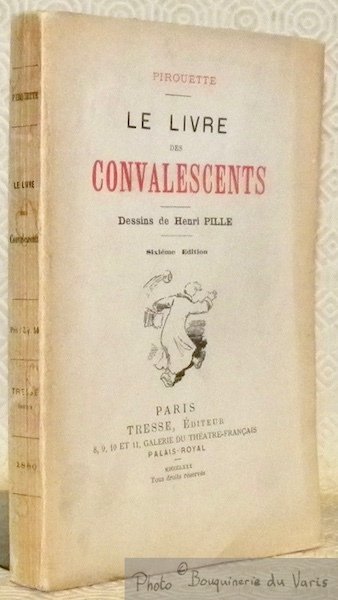 PIROUETTE
LE LIVRE
DES
CONVALESCENTS
Dessins de Henri PILLE
Sixième Edition
PARIS
TRESSE, Éditeur
8, 9, 10 ET 11, GALERIE DU THÉATRE-FRANÇAIS
PALAIS-ROYAL
MDCCCLXXX
Tous droits réservés
PIROUETTE
LE LIVRE
DES
Convalescents
TRESSE
1880
Photo © Bouquinerie du Varis